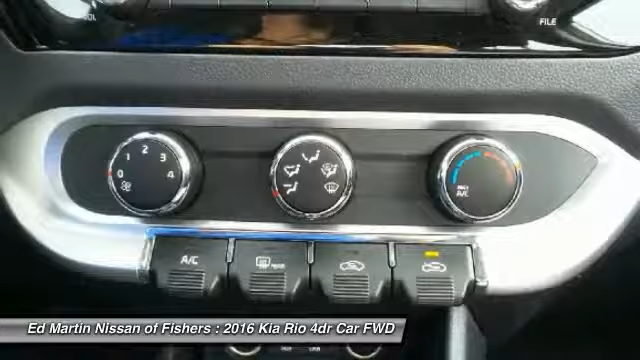 FILE
0 1 2 3 4
MAX
A/C
A/C
Ed Martin Nissan of Fishers : 2016 Kia Rio 4dr Car FWD